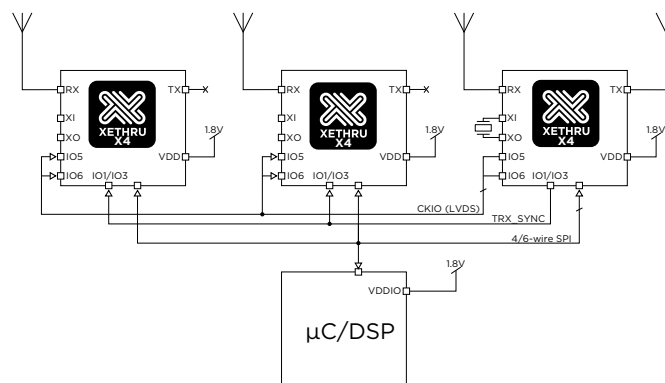 RX
TX
XI
XO
XETHRU
X4
1.8V
IO5
VDD
IO6
IO1/IO3
RX
TX
XI
XO
XETHRU
X4
1.8V
IO5
VDD
IO6
IO1/IO3
RX
TX
XI
XO
XETHRU
X4
1.8V
IO5
VDD
IO6
IO1/IO3
CKIO (LVDS)
TRX_SYNC
4/6-wire SPI
1.8V
VDDIO
µC/DSP